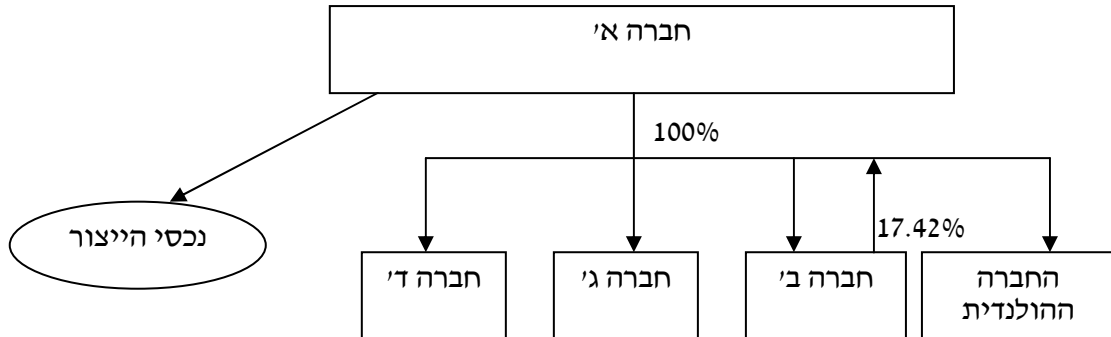 חברה א'
100%
נכסי הייצור
17.42%
חברה ד'
חברה ג'
חברה ב'
החברה
ההולנדית